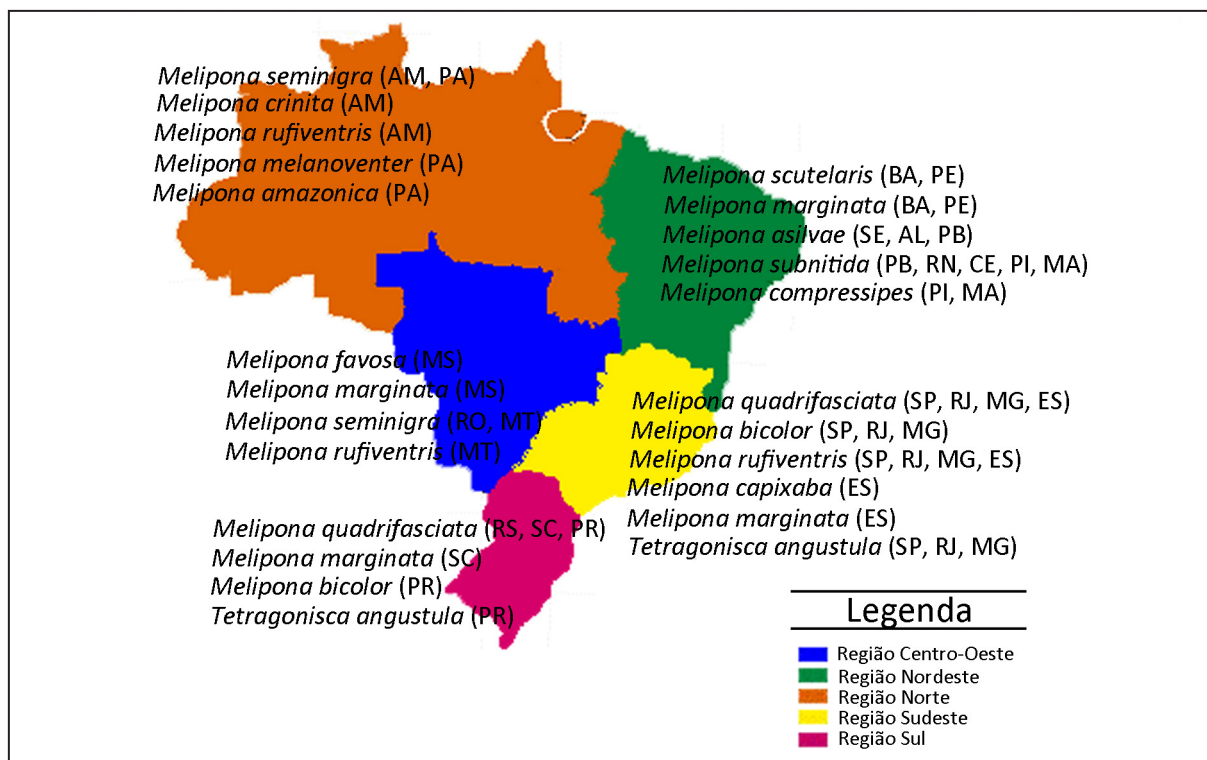 Melipona seminigra (AM, PA)
Melipona crinita (AM)
Melipona rufiventris (AM)
Melipona melanoventer (PA)
Melipona amazonica (PA)
Melipona scutelaris (BA, PE)
Melipona marginata (BA, PE)
Melipona asilvae (SE, AL, PB)
Melipona subnitida (PB, RN, CE, PI, MA)
Melipona compressipes (PI, MA)
Melipona favosa (MS)
Melipona marginata (MS)
Melipona seminigra (RO, MT)
Melipona rufiventris (MT)
Melipona quadrifasciata (SP, RJ, MG, ES)
Melipona bicolor (SP, RJ, MG)
Melipona rufiventris (SP, RJ, MG, ES)
Melipona capixaba (ES)
Melipona marginata (ES)
Tetragonisca angustula (SP, RJ, MG)
Melipona quadrifasciata (RS, SC, PR)
Melipona marginata (SC)
Melipona bicolor (PR)
Tetragonisca angustula (PR)
Legenda
Região Centro-Oeste
Região Nordeste
Região Norte
Região Sudeste
Região Sul